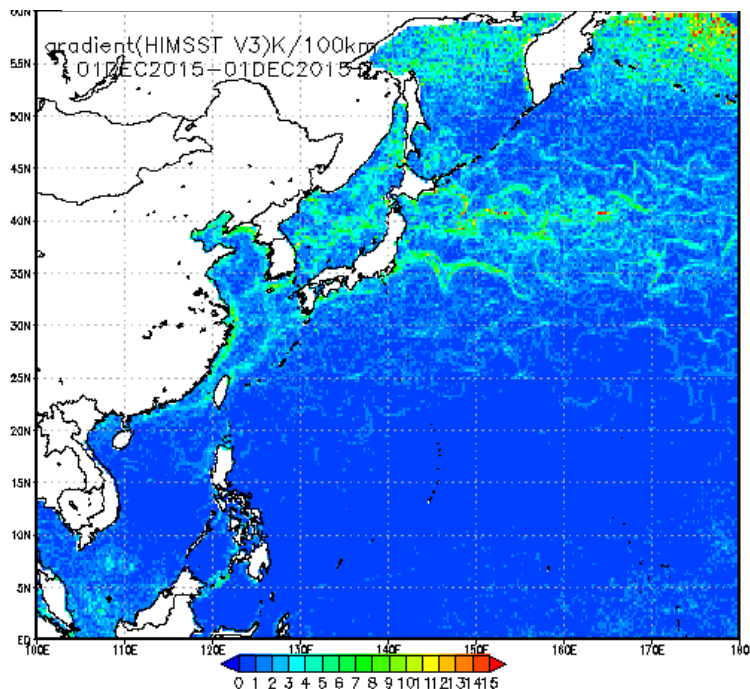 60N
gradient(HIMSST V3)K/100km
01DEC2015-01DEC2015
55N
50N
45N
40N
35N
30N
25N
20N
15N
10N
5N
EQ
100E 110E 120E 130E 140E 150E 160E 170E 180
0 1 2 3 4 5 6 7 8 9 10 11 12 13 14 15